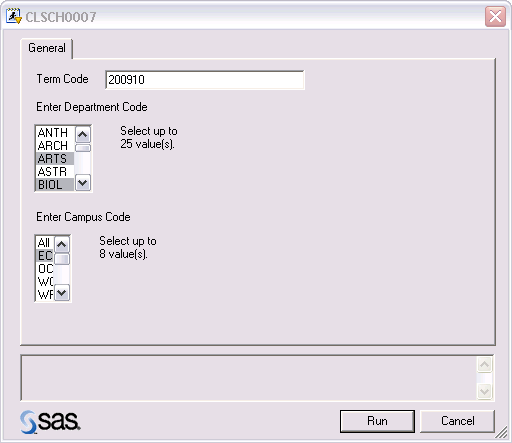 CLSCH0007
General
Term Code 200910
Enter Department Code
ANTH
ARCH
ARTS
ASTR
BIOL
Select up to
25 value(s).
Enter Campus Code
All
EC
OC
Select up to
8 value(s).
sas.
Run Cancel